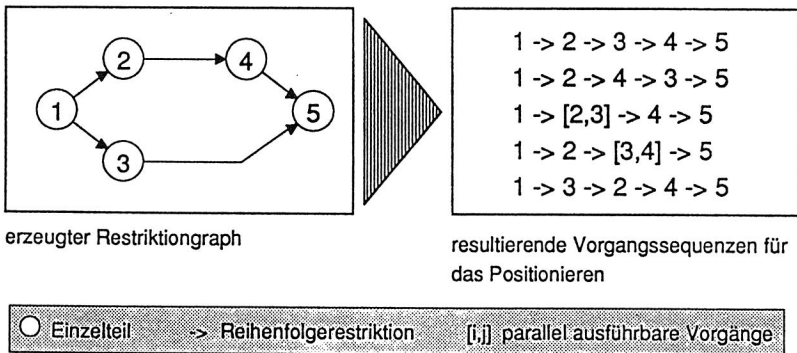 1
2
3
4
5
1 -> 2 -> 3 -> 4 -> 5
1 -> 2 -> 4 -> 3 -> 5
1 -> [2,3] -> 4 -> 5
1 -> 2 -> [3,4] -> 5
1 -> 3 -> 2 -> 4 -> 5
erzeugter Restriktiongraph
resultierende Vorgangssequenzen für
das Positionieren
Einzelteil -> Reihenfolgerestriktion [i,j] parallel ausführbare Vorgänge